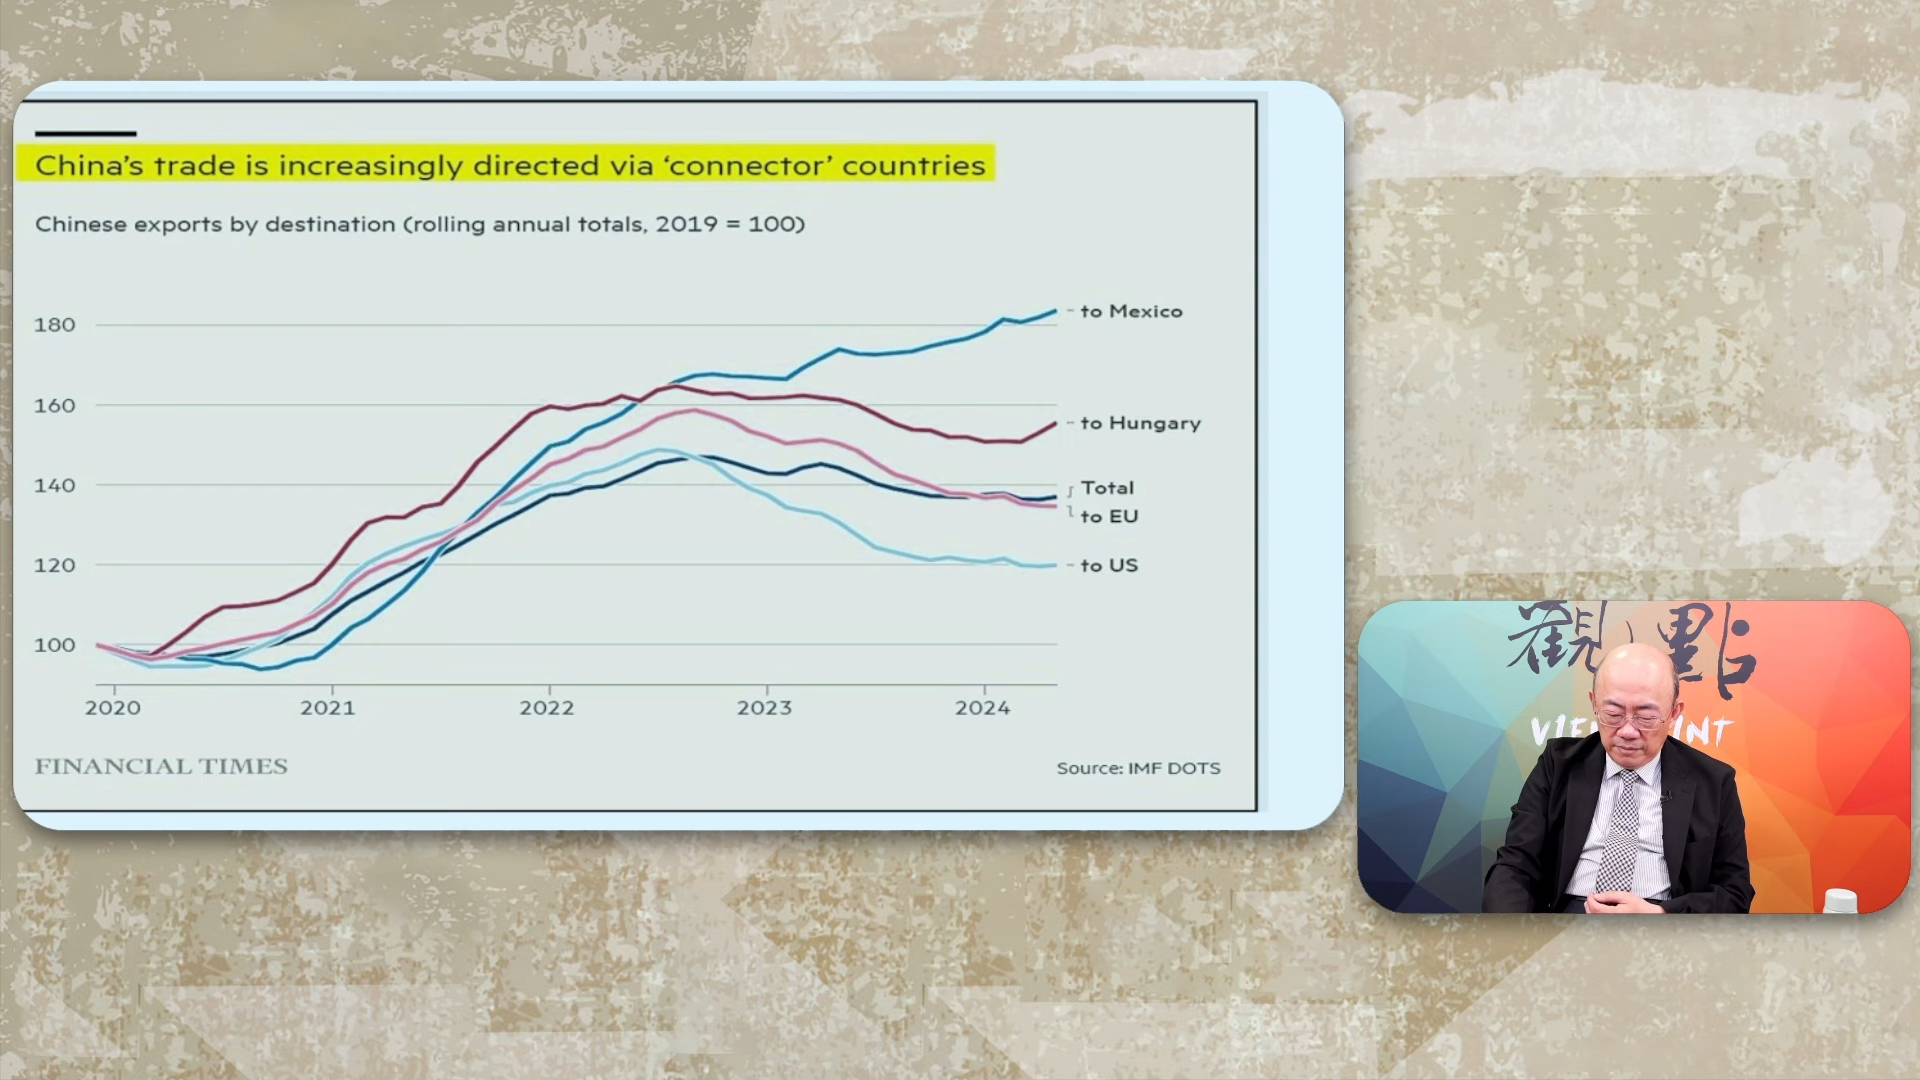 China's trade is increasingly directed via ‘connector’ countries
Chinese exports by destination (rolling annual totals, 2019 = 100)
180
160
140
120
100
to Mexico
to Hungary
Total
to EU
to US
2020
2021
2022
2023
2024
FINANCIAL TIMES
Source: IMF DOTS
觀點